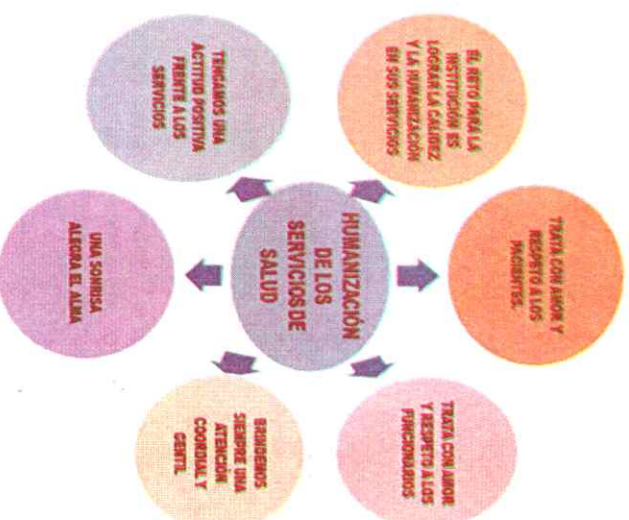 HUMANIZACIÓN
DE LOS
SERVICIOS DE
SALUD
TRATA CON AMOR Y
RESPETO A LOS
PACIENTES.
TRATA CON AMOR
Y RESPETO A LOS
FUNCIONARIOS
BRINDEMOS
SIEMPRE UNA
ATENCIÓN
COORDIAL Y
GENTIL
UNA SONRISA
ALEGRA EL ALMA
TENGAMOS UNA
ACTITUD POSITIVA
FRENTE A LOS
SERVICIOS
EL RETO PARA LA
INSTITUCIÓN ES
LOGRAR LA CALIDEZ
Y LA HUMANIZACIÓN
EN SUS SERVICIOS